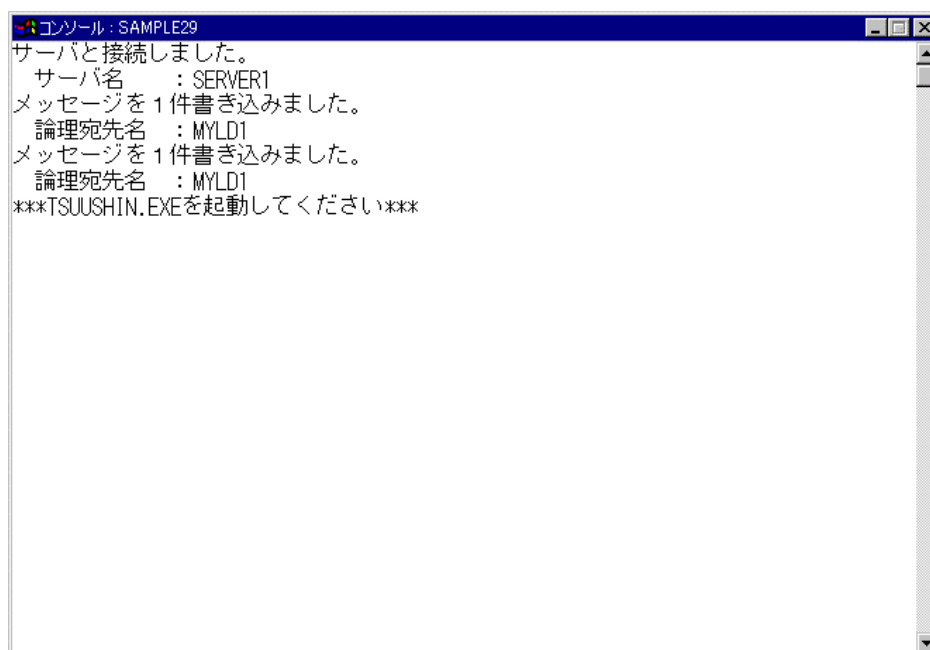 コンソール : SAMPLE29
サーバと接続しました。
サーバ名 : SERVER1
メッセージを1件書き込みました。
論理宛先名 : MYLD1
メッセージを1件書き込みました。
論理宛先名 : MYLD1
***TSUUSHIN.EXEを起動してください***